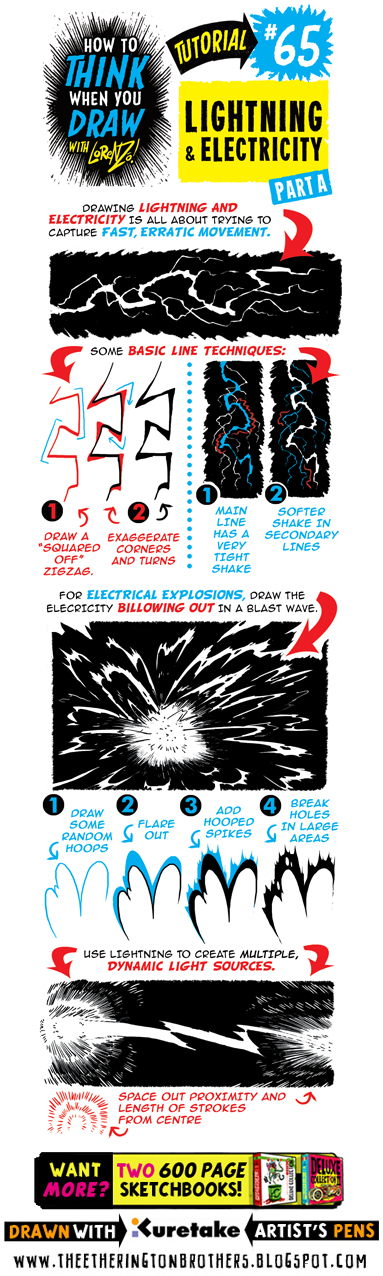 HOW TO
THINK
WHEN YOU
DRAW
WITH LORENZO!
TUTORIAL
#65
LIGHTNING
& ELECTRICITY
PART A
DRAWING LIGHTNING AND
ELECTRICITY IS ALL ABOUT TRYING TO
CAPTURE FAST, ERRATIC MOVEMENT.
SOME BASIC LINE TECHNIQUES:
1
DRAW A
"SQUARED
OFF"
ZIGZAG.
2
EXAGGERATE
CORNERS
AND TURNS
1
MAIN
LINE
HAS A
VERY
TIGHT
SHAKE
2
SOFTER
SHAKE IN
SECONDARY
LINES
FOR ELECTRICAL EXPLOSIONS, DRAW THE
ELECRICITY BILLOWING OUT IN A BLAST WAVE.
1
DRAW
SOME
RANDOM
HOOPS
2
FLARE
OUT
3
ADD
HOOPED
SPIKES
4
BREAK
HOLES
IN LARGE
AREAS
USE LIGHTNING TO CREATE MULTIPLE,
DYNAMIC LIGHT SOURCES.
SPACE OUT PROXIMITY AND
LENGTH OF STROKES
FROM CENTRE
WANT
MORE?
TWO 600 PAGE
SKETCHBOOKS!
DELUXE
COLLECTION
DRAWN WITH Kuretake ARTIST'S PENS
WWW.THEETHERINGTONBROTHERS.BLOGSPOT.COM